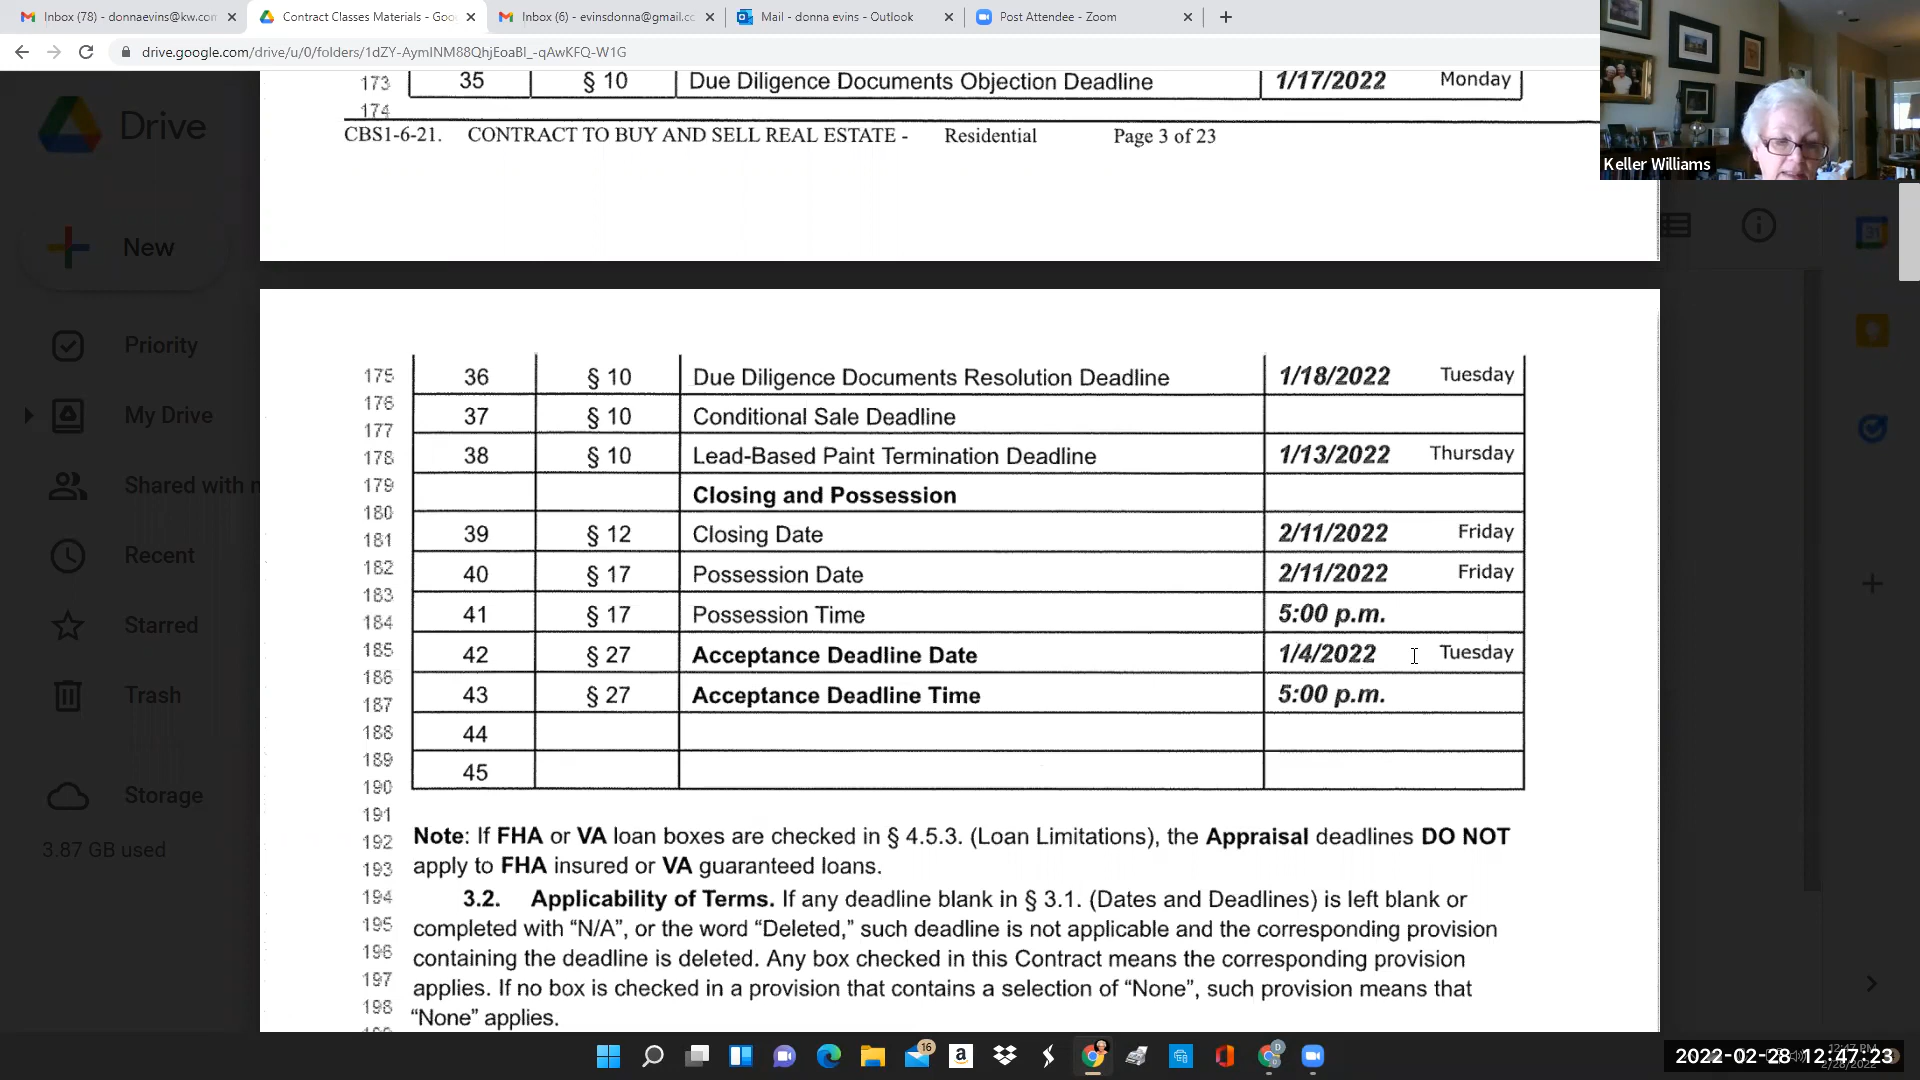 Inbox (78) - donnaevins@kw.com
Contract Classes Materials - Goo
Inbox (6) - evinsdonna@gmail.cc
Mail - donna evins - Outlook
Post Attendee - Zoom
drive.google.com/drive/u/0/folders/1dZY-AymINM88QhjEoaBl_-qAwKFQ-W1G
Keller Williams
Drive
New
Priority
My Drive
Shared with m
Recent
Starred
Trash
Storage
3.87 GB used
173 35 § 10 Due Diligence Documents Objection Deadline 1/17/2022 Monday
174
CBS1-6-21. CONTRACT TO BUY AND SELL REAL ESTATE - Residential Page 3 of 23
175 36 § 10 Due Diligence Documents Resolution Deadline 1/18/2022 Tuesday
176
177 37 § 10 Conditional Sale Deadline
178 38 § 10 Lead-Based Paint Termination Deadline 1/13/2022 Thursday
179 Closing and Possession
180
181 39 § 12 Closing Date 2/11/2022 Friday
182 40 § 17 Possession Date 2/11/2022 Friday
183
184 41 § 17 Possession Time 5:00 p.m.
185 42 § 27 Acceptance Deadline Date 1/4/2022 Tuesday
186
187 43 § 27 Acceptance Deadline Time 5:00 p.m.
188 44
189 45
190
191
192 Note: If FHA or VA loan boxes are checked in § 4.5.3. (Loan Limitations), the Appraisal deadlines DO NOT
193 apply to FHA insured or VA guaranteed loans.
194 3.2. Applicability of Terms. If any deadline blank in § 3.1. (Dates and Deadlines) is left blank or
195 completed with “N/A”, or the word “Deleted,” such deadline is not applicable and the corresponding provision
196 containing the deadline is deleted. Any box checked in this Contract means the corresponding provision
197 applies. If no box is checked in a provision that contains a selection of “None”, such provision means that
198 “None” applies.
16
2022-02-28 12:47:23